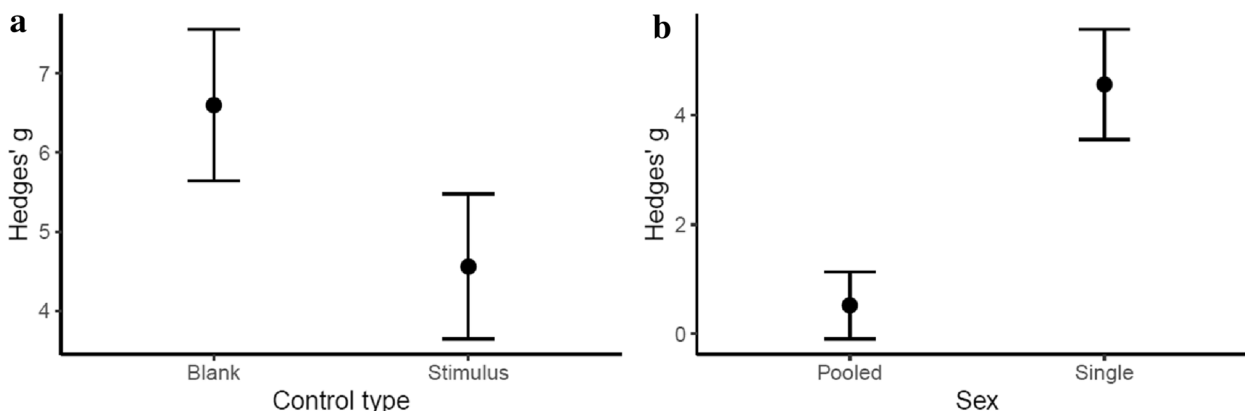 a
Hedges' g
7
6
5
4
Blank Stimulus
Control type
b
Hedges' g
4
2
0
Pooled Single
Sex